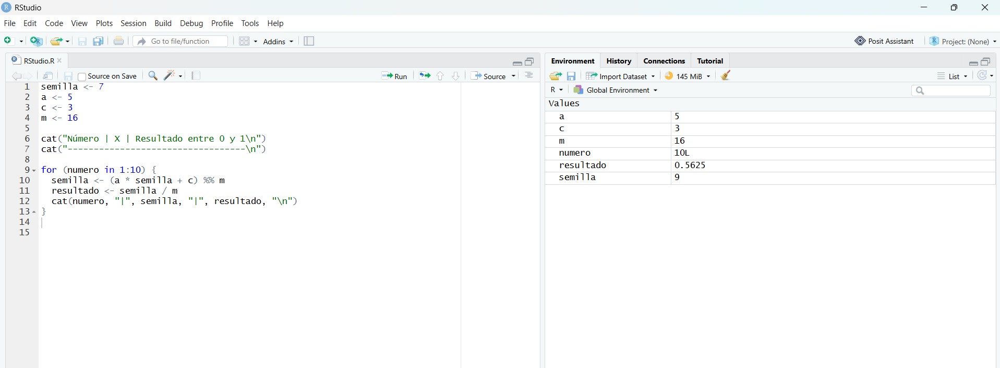 RStudio
File Edit Code View Plots Session Build Debug Profile Tools Help
Go to file/function Addins Posit Assistant Project: (None)
RStudio.R
Source on Save Run Source
1 semilla <- 7
2 a <- 5
3 c <- 3
4 m <- 16
5
6 cat("Número | X | Resultado entre 0 y 1\n")
7 cat("----------------------------------\n")
8
9 for (numero in 1:10) {
10 semilla <- (a * semilla + c) %% m
11 resultado <- semilla / m
12 cat(numero, "|", semilla, "|", resultado, "\n")
13 }
14
15
Environment History Connections Tutorial
Import Dataset 145 MiB List
R Global Environment
Values
a 5
c 3
m 16
numero 10L
resultado 0.5625
semilla 9